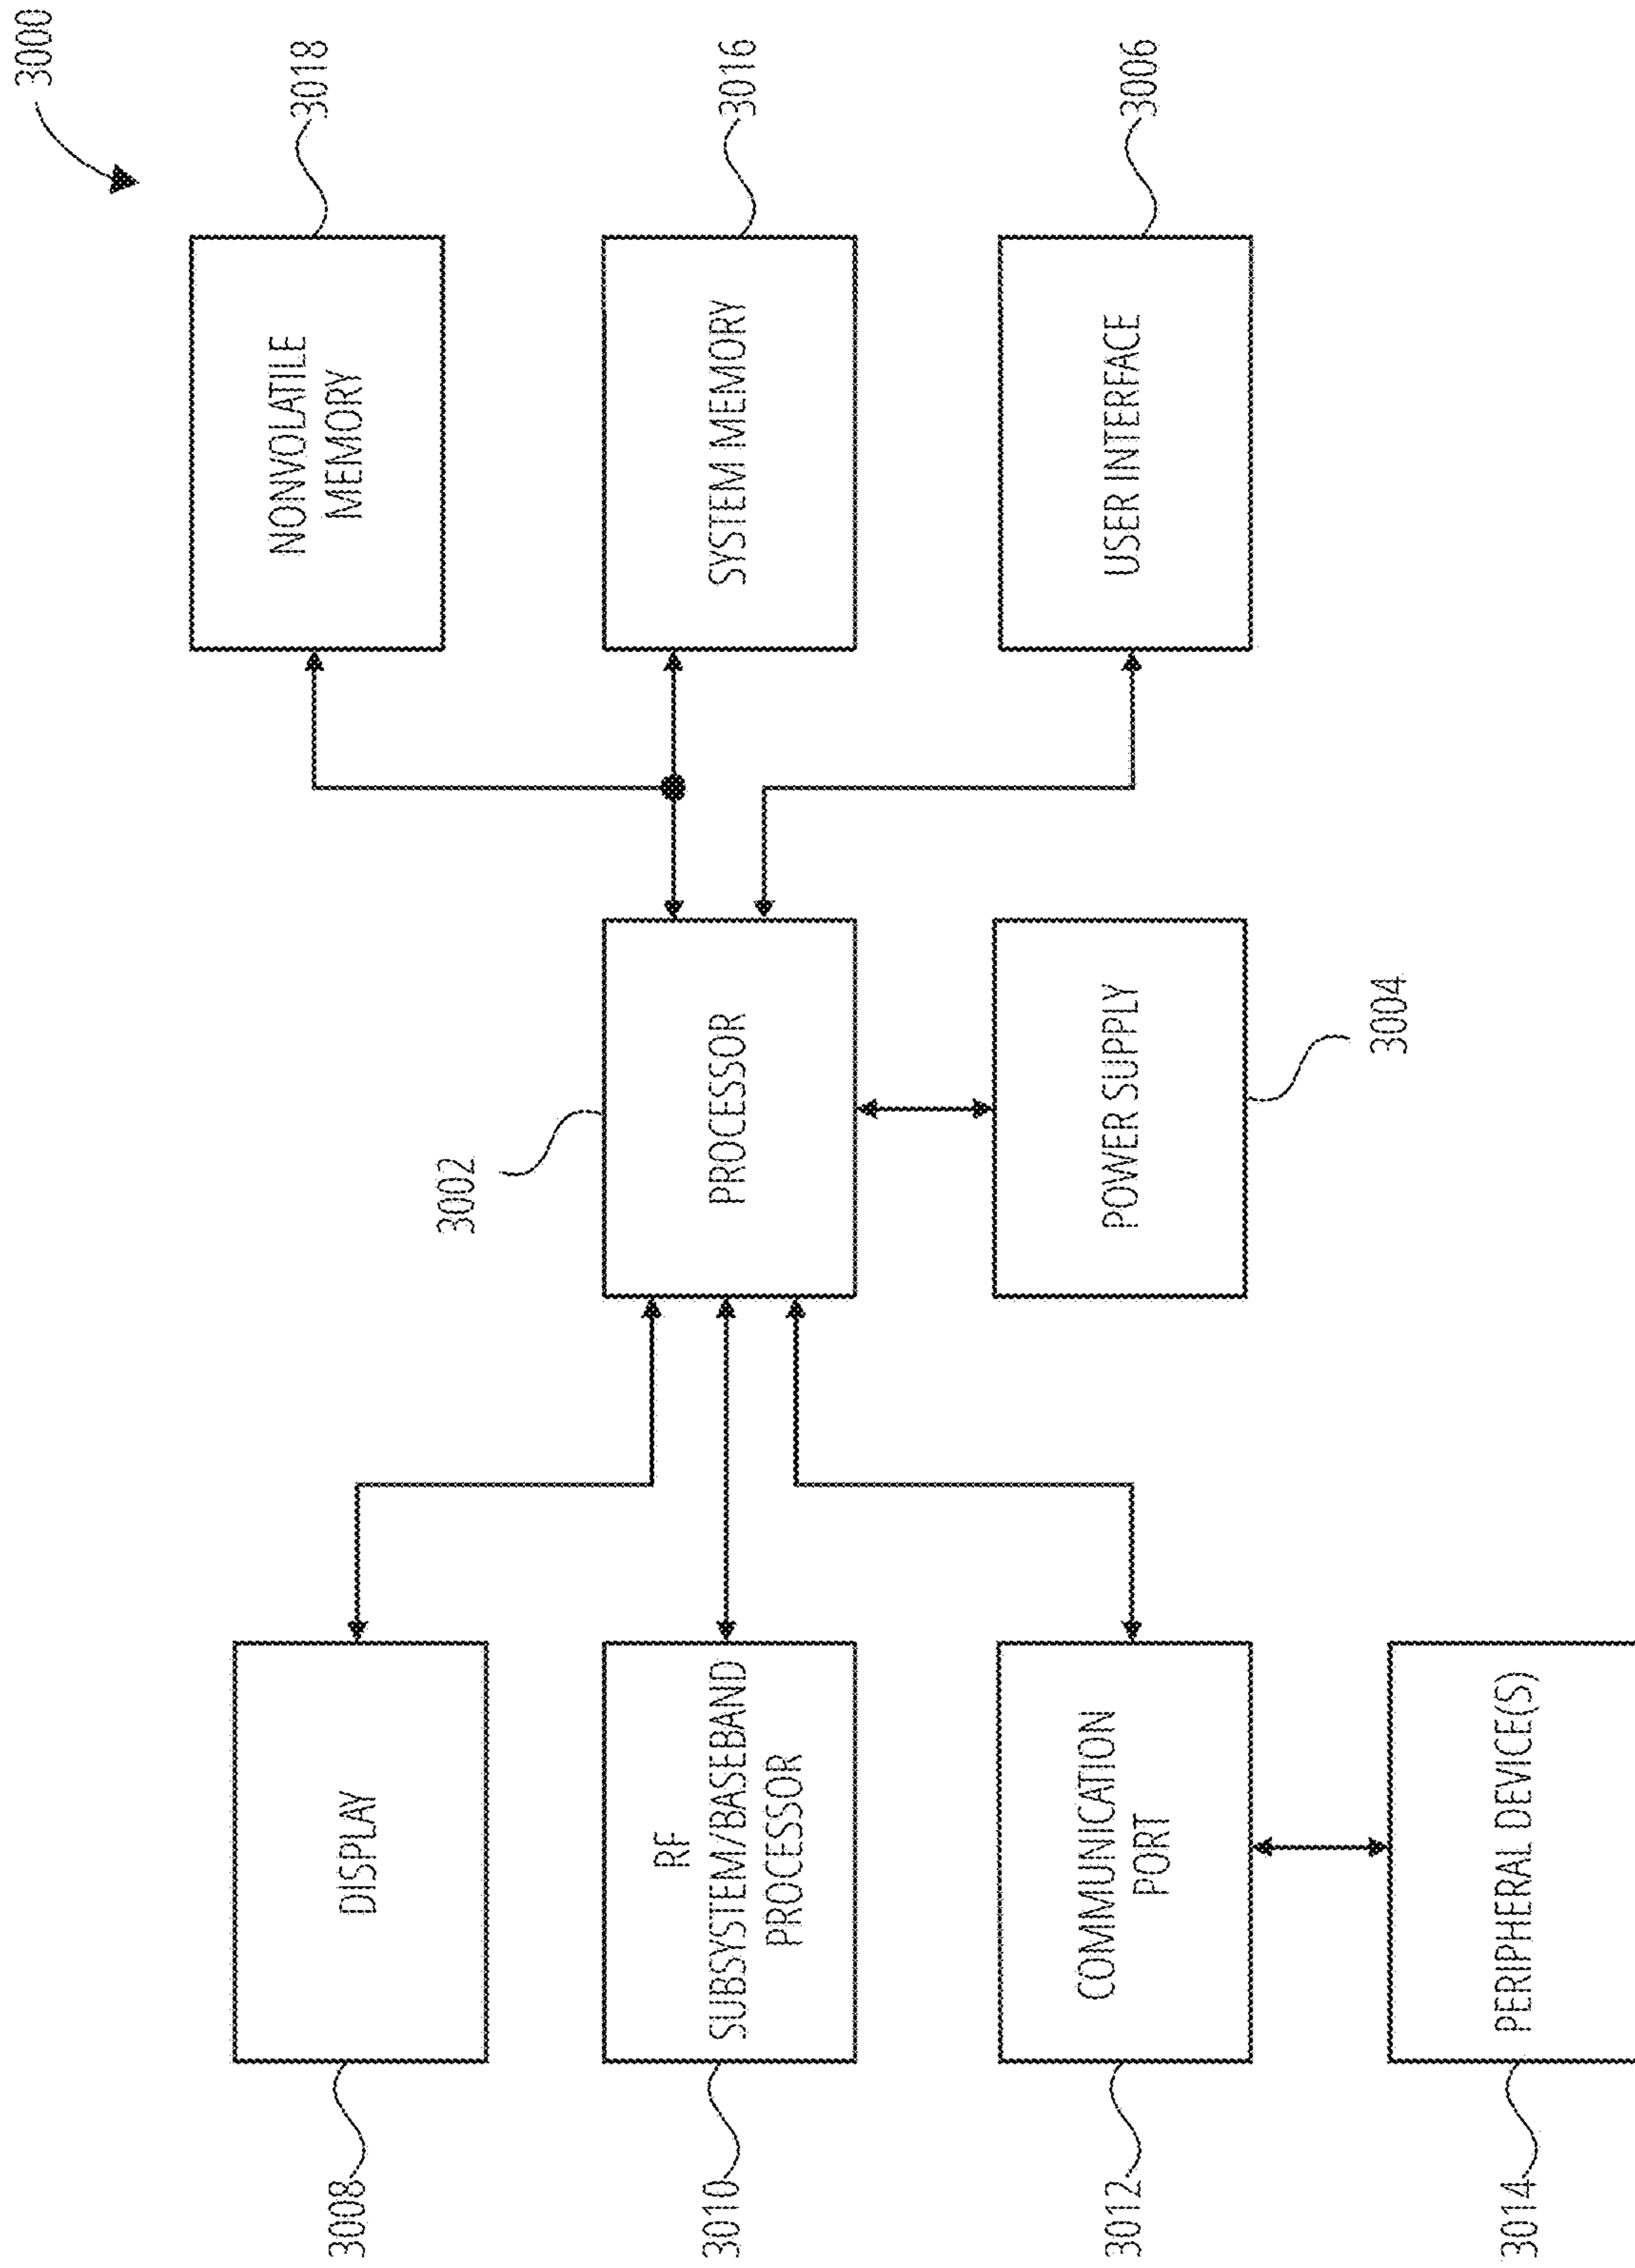 3000
3008
DISPLAY
NONVOLATILE
MEMORY
3018
3002
3010
RF
SUBSYSTEM/BASEBAND
PROCESSOR
PROCESSOR
SYSTEM MEMORY
3016
3012
COMMUNICATION
PORT
POWER SUPPLY
USER INTERFACE
3006
3004
3014
PERIPHERAL DEVICE(S)